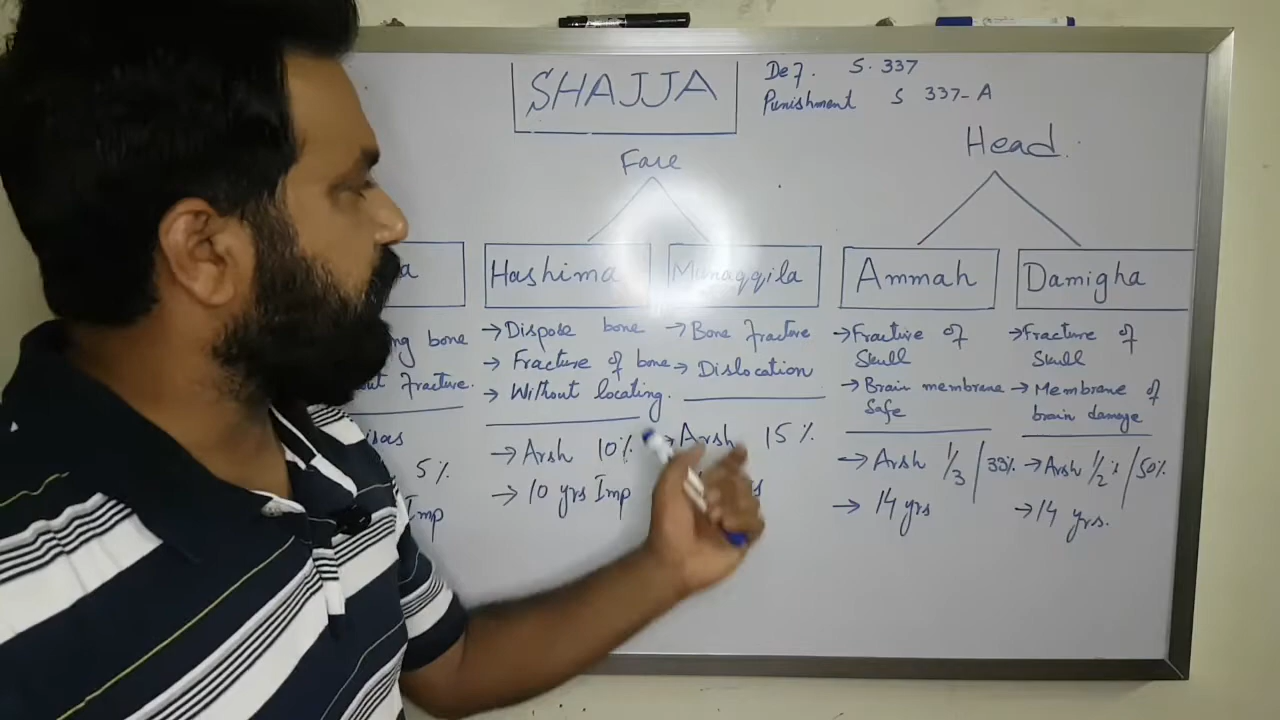 SHAJJA
Def. S. 337
Punishment S 337-A
Face
Head.
Hashima
Munaqqila
Ammah
Damigha
bone
Fracture.
5%
Imp
→ Dispose bone
→ Fracture of bone
→ Without locating.
→ Arsh 10%
→ 10 yrs Imp
→ Bone fracture
→ Dislocation
→ Arsh 15%
→ Fracture of
Skull
→ Brain membrane
Safe
→ Arsh 1/3 / 33%
→ 14 yrs
→ Fracture of
Skull
→ Membrane of
brain damage
→ Arsh 1/2 / 50%
→ 14 yrs.